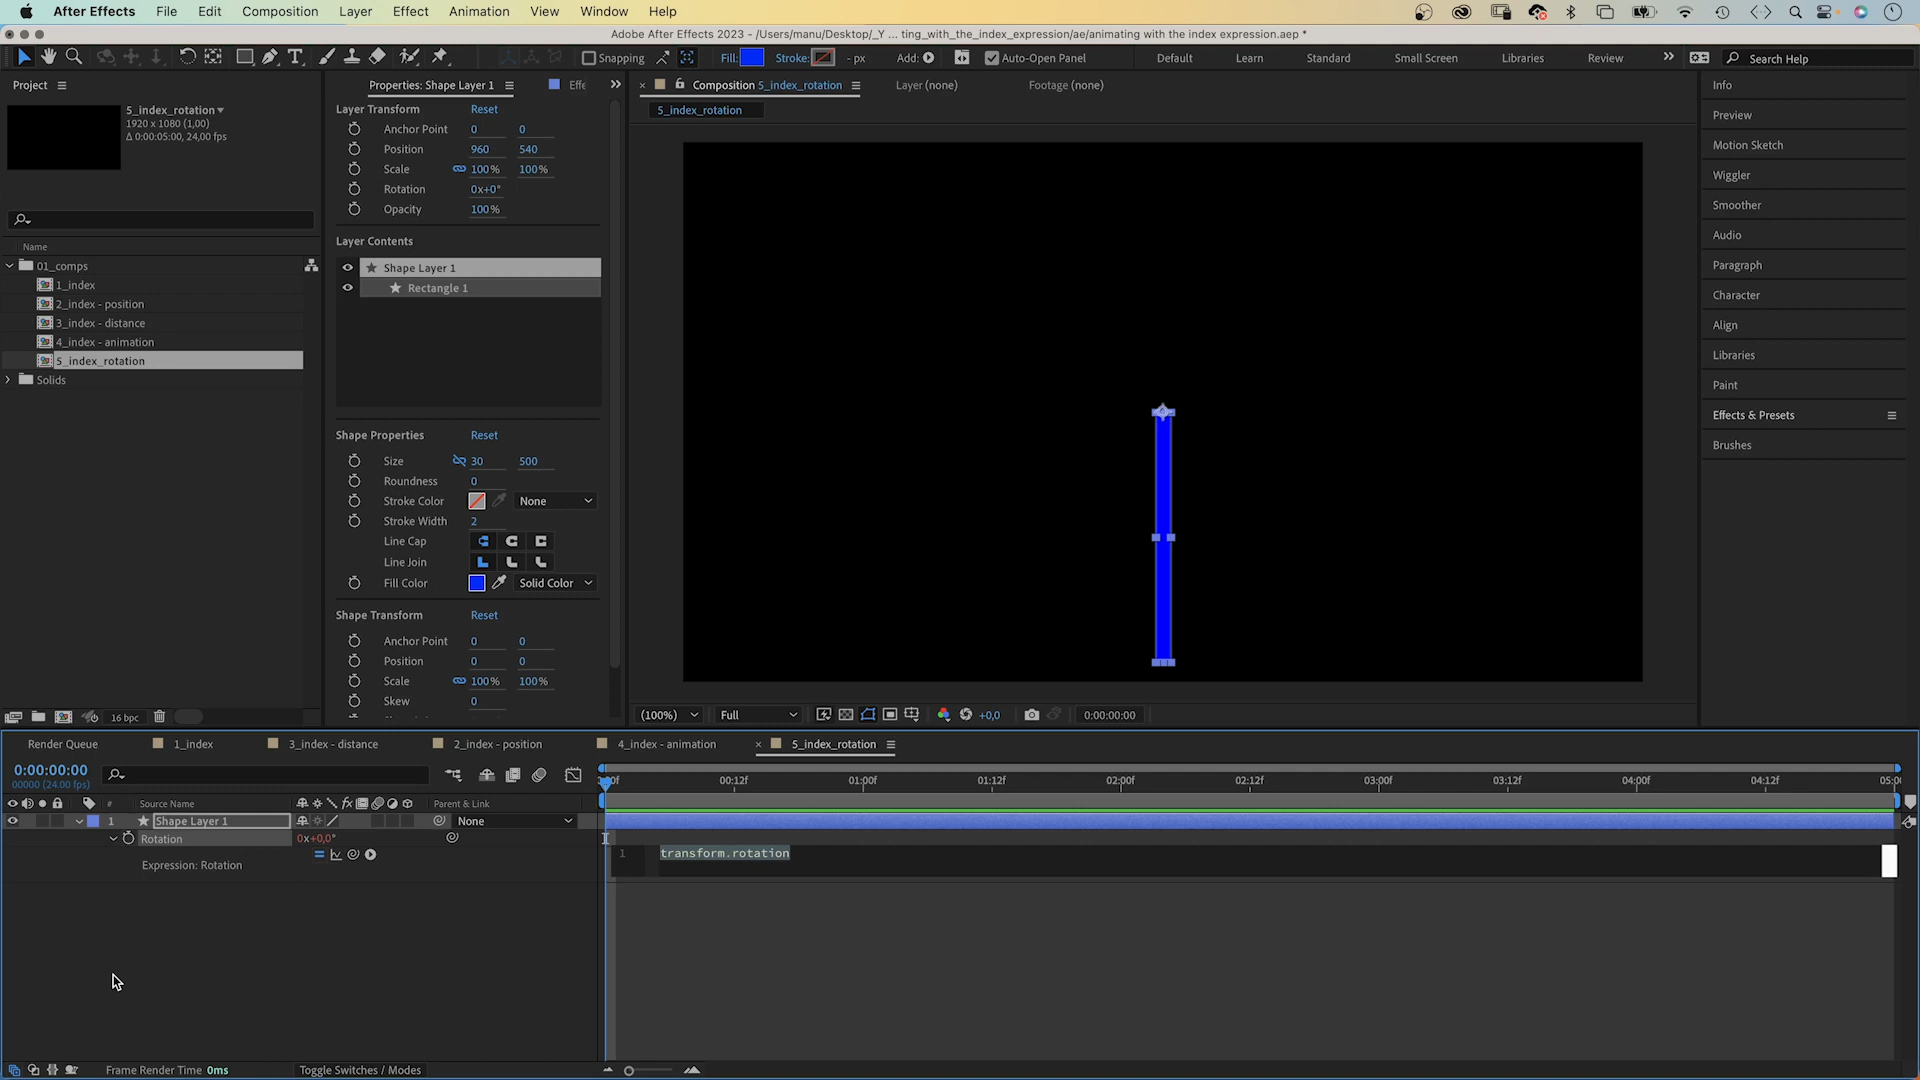 After Effects File Edit Composition Layer Effect Animation View Window Help
Adobe After Effects 2023 - /Users/manu/Desktop/_Y ... ting_with_the_index_expression/ae/animating with the index expression.aep *
Snapping Fill: Stroke: - px Add: Auto-Open Panel Default Learn Standard Small Screen Libraries Review Search Help
Project
5_index_rotation
1920 x 1080 (1,00)
Δ 0:00:05:00, 24,00 fps
Name
01_comps
1_index
2_index - position
3_index - distance
4_index - animation
5_index_rotation
Solids
16 bpc
Properties: Shape Layer 1 Effe
Layer Transform Reset
Anchor Point 0 0
Position 960 540
Scale 100% 100%
Rotation 0x+0°
Opacity 100%
Layer Contents
Shape Layer 1
Rectangle 1
Shape Properties Reset
Size 30 500
Roundness 0
Stroke Color None
Stroke Width 2
Line Cap
Line Join
Fill Color Solid Color
Shape Transform Reset
Anchor Point 0 0
Position 0 0
Scale 100% 100%
Skew 0
Composition 5_index_rotation Layer (none) Footage (none)
5_index_rotation
(100%) Full +0,0 0:00:00:00
Info
Preview
Motion Sketch
Wiggler
Smoother
Audio
Paragraph
Character
Align
Libraries
Paint
Effects & Presets
Brushes
Render Queue 1_index 3_index - distance 2_index - position 4_index - animation 5_index_rotation
0:00:00:00
00000 (24.00 fps)
00:12f 01:00f 01:12f 02:00f 02:12f 03:00f 03:12f 04:00f 04:12f
# Source Name Parent & Link
1 Shape Layer 1 None
Rotation 0x+0,0°
Expression: Rotation
1 transform.rotation
Frame Render Time 0ms Toggle Switches / Modes